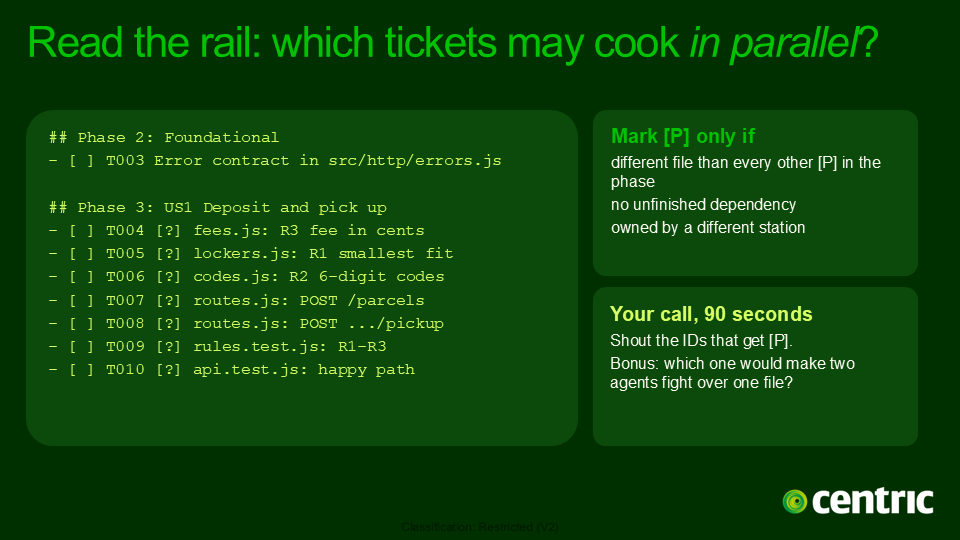 Read the rail: which tickets may cook in parallel?
## Phase 2: Foundational
- [ ] T003 Error contract in src/http/errors.js
## Phase 3: US1 Deposit and pick up
- [ ] T004 [?] fees.js: R3 fee in cents
- [ ] T005 [?] lockers.js: R1 smallest fit
- [ ] T006 [?] codes.js: R2 6-digit codes
- [ ] T007 [?] routes.js: POST /parcels
- [ ] T008 [?] routes.js: POST .../pickup
- [ ] T009 [?] rules.test.js: R1-R3
- [ ] T010 [?] api.test.js: happy path
Mark [P] only if
different file than every other [P] in the
phase
no unfinished dependency
owned by a different station
Your call, 90 seconds
Shout the IDs that get [P].
Bonus: which one would make two
agents fight over one file?
centric
Classification: Restricted (V2)